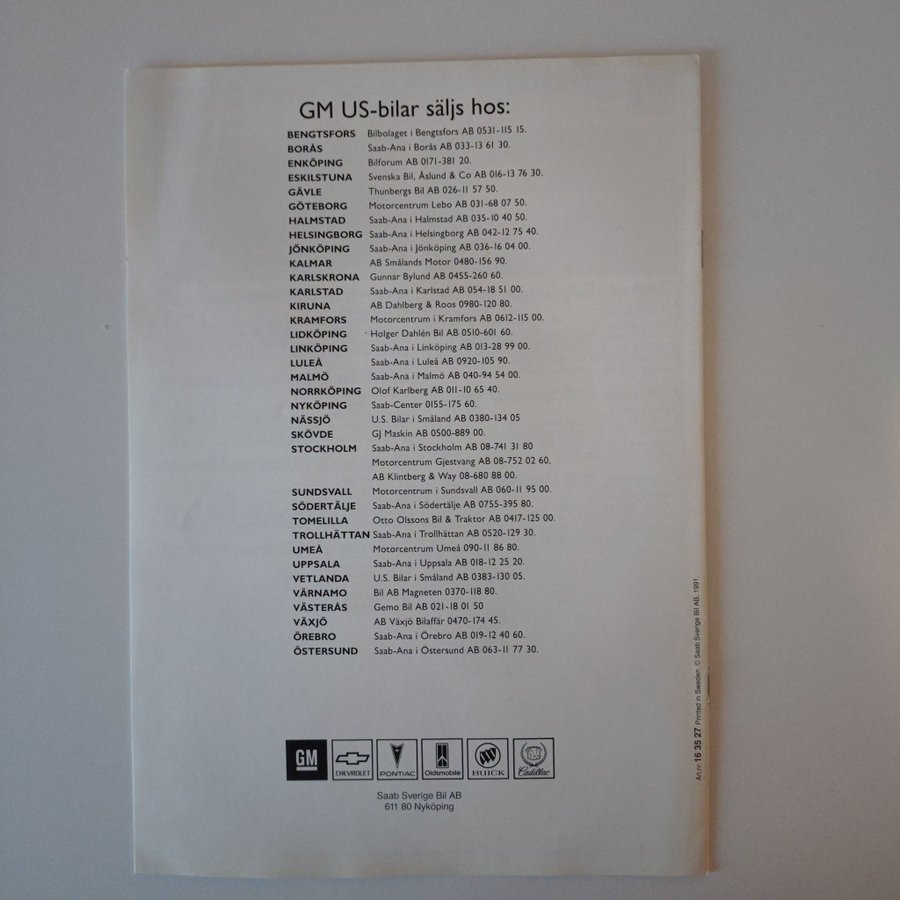 GM US-bilar säljs hos:
BENGTSFORS Bilbolaget i Bengtsfors AB 0531-115 15.
BORÅS Saab-Ana i Borås AB 033-13 61 30.
ENKÖPING Bilforum AB 0171-381 20.
ESKILSTUNA Svenska Bil, Åslund & Co AB 016-13 76 30.
GÄVLE Thunbergs Bil AB 026-11 57 50.
GÖTEBORG Motorcentrum Lebo AB 031-68 07 50.
HALMSTAD Saab-Ana i Halmstad AB 035-10 40 50.
HELSINGBORG Saab-Ana i Helsingborg AB 042-12 75 40.
JÖNKÖPING Saab-Ana i Jönköping AB 036-16 04 00.
KALMAR AB Smålands Motor 0480-156 90.
KARLSKRONA Gunnar Bylund AB 0455-260 60.
KARLSTAD Saab-Ana i Karlstad AB 054-18 51 00.
KIRUNA AB Dahlberg & Roos 0980-120 80.
KRAMFORS Motorcentrum i Kramfors AB 0612-115 00.
LIDKÖPING Holger Dahlén Bil AB 0510-601 60.
LINKÖPING Saab-Ana i Linköping AB 013-28 99 00.
LULEÅ Saab-Ana i Luleå AB 0920-105 90.
MALMÖ Saab-Ana i Malmö AB 040-94 54 00.
NORRKÖPING Olof Karlberg AB 011-10 65 40.
NYKÖPING Saab-Center 0155-175 60.
NÄSSJÖ U.S. Bilar i Småland AB 0380-134 05
SKÖVDE GJ Maskin AB 0500-889 00.
STOCKHOLM Saab-Ana i Stockholm AB 08-741 31 80
Motorcentrum Gjestvang AB 08-752 02 60,
AB Klintberg & Way 08-680 88 00.
SUNDSVALL Motorcentrum i Sundsvall AB 060-11 95 00.
SÖDERTÄLJE Saab-Ana i Södertälje AB 0755-395 80.
TOMELILLA Otto Olssons Bil & Traktor AB 0417-125 00.
TROLLHÄTTAN Saab-Ana i Trollhättan AB 0520-129 30.
UMEÅ Motorcentrum Umeå 090-11 86 80.
UPPSALA Saab-Ana i Uppsala AB 018-12 25 20.
VETLANDA U.S. Bilar i Småland AB 0383-130 05.
VÄRNAMO Bil AB Magneten 0370-118 80.
VÄSTERÅS Gemo Bil AB 021-18 01 50
VÄXJÖ AB Växjö Bilaffär 0470-174 45.
ÖREBRO Saab-Ana i Örebro AB 019-12 40 60.
ÖSTERSUND Saab-Ana i Östersund AB 063-11 77 30.
GM CHEVROLET PONTIAC Oldsmobile BUICK Cadillac
Saab Sverige Bil AB
611 80 Nyköping
Art.nr 16 35 27 Printed in Sweden. © Saab Sverige Bil AB, 1991.